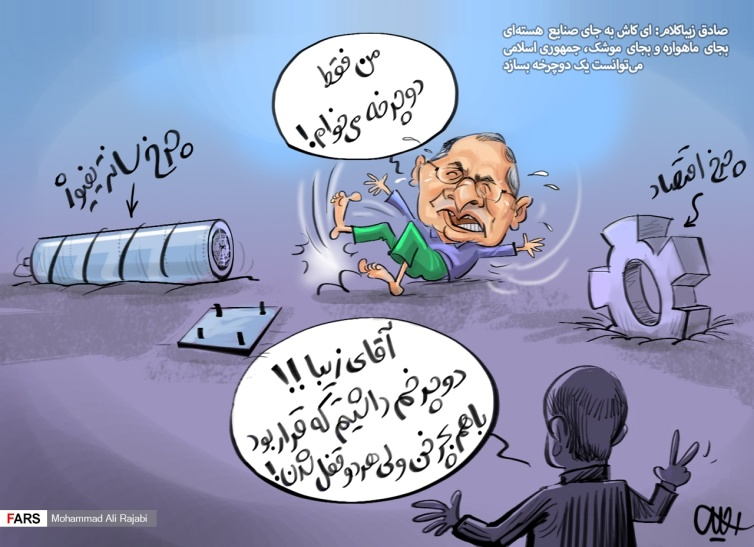 صادق زیباکلام: ای کاش به جای صنایع هسته‌ای
بجای ماهواره و بجای موشک، جمهوری اسلامی
می‌توانست یک دوچرخه بسازد
من فقط
دوچرخه می‌خوام!
چرخ سانتریفیوژ
چرخ اقتصاد
آقای زیبا !!
دوچرخم داشتیم که قرار بود
باهم بچرخن ولی هردو قفل شدن!
FARS
Mohammad Ali Rajabi